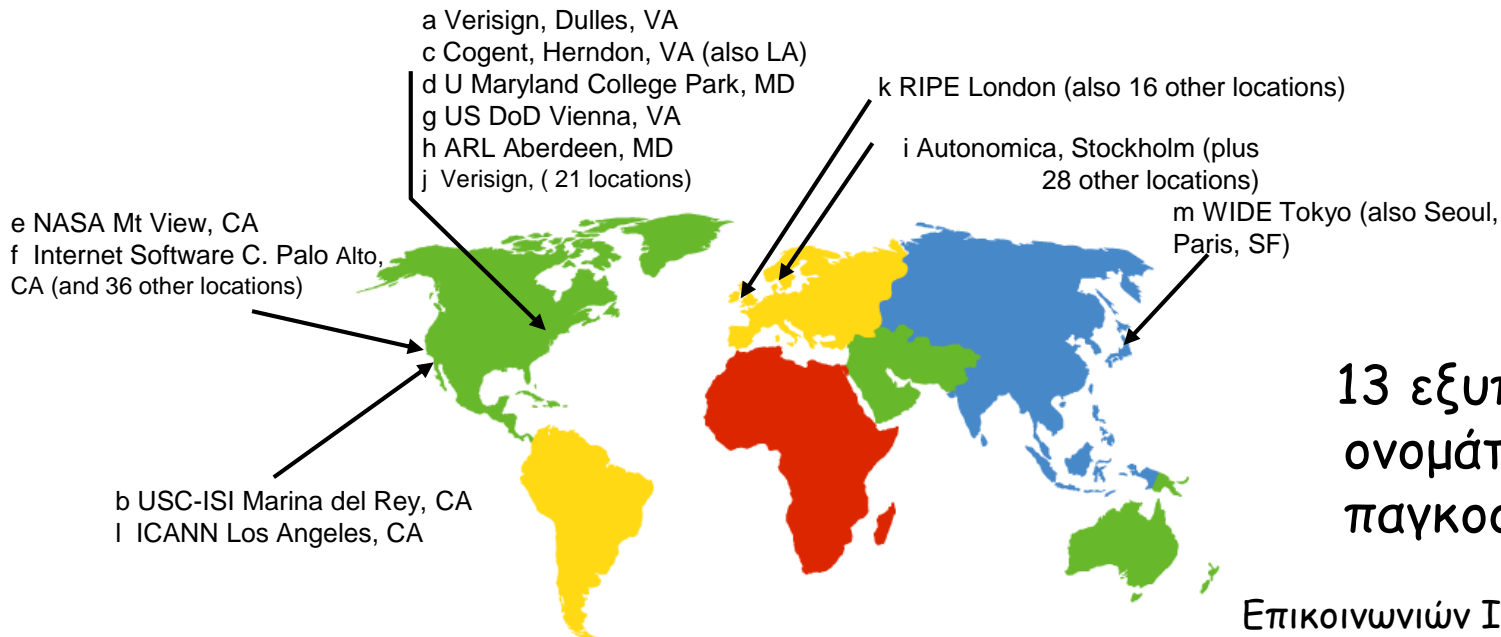 a Verisign, Dulles, VA
c Cogent, Herndon, VA (also LA)
d U Maryland College Park, MD
g US DoD Vienna, VA
h ARL Aberdeen, MD
j Verisign, ( 21 locations)
k RIPE London (also 16 other locations)
i Autonomica, Stockholm (plus
28 other locations)
m WIDE Tokyo (also Seoul,
Paris, SF)
e NASA Mt View, CA
f Internet Software C. Palo Alto,
CA (and 36 other locations)
b USC-ISI Marina del Rey, CA
l ICANN Los Angeles, CA
13
Επικοινωνιών